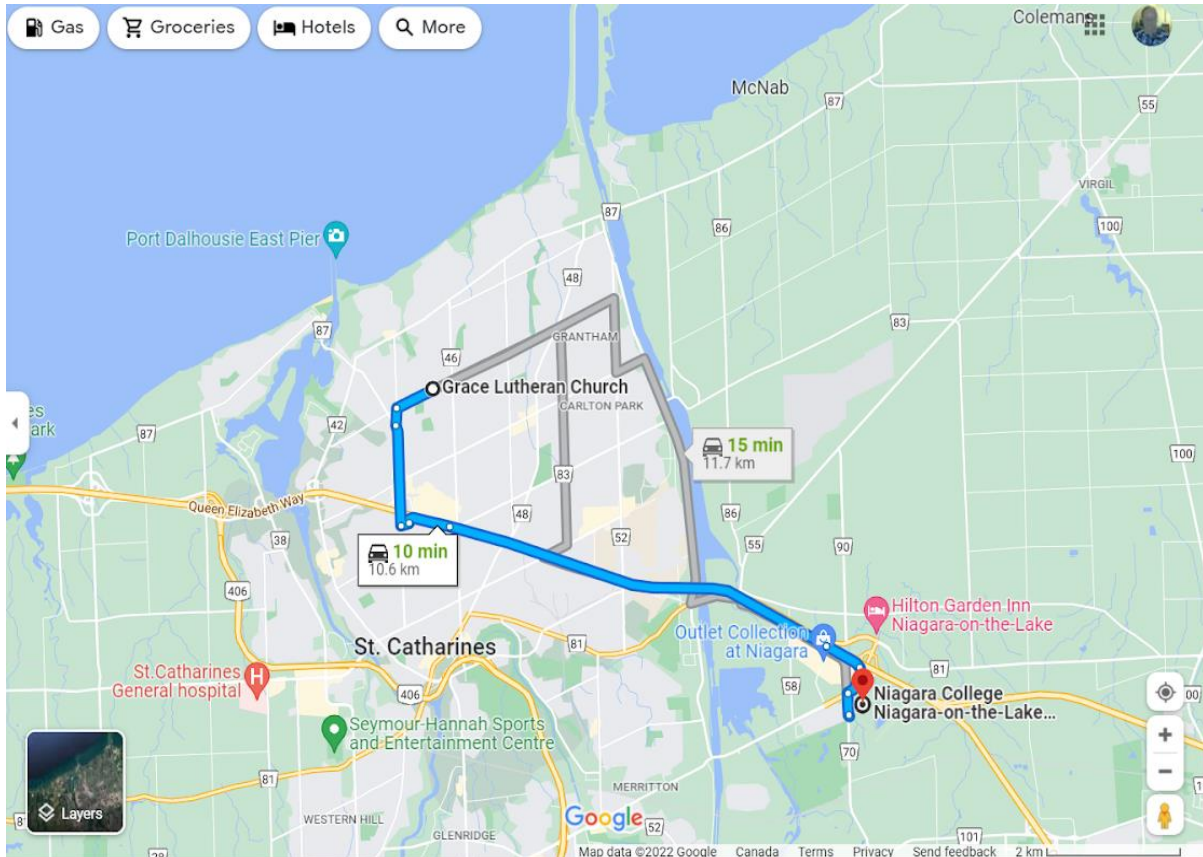 Gas
Groceries
Hotels
More
Colemans
McNab
87
55
VIRGIL
87
86
100
Port Dalhousie East Pier
48
87
83
GRANTHAM
46
Grace Lutheran Church
CARLTON PARK
es
ark
87
42
15 min
11.7 km
100
83
Queen Elizabeth Way
48
86
52
55
90
38
10 min
10.6 km
406
Hilton Garden Inn
Niagara-on-the-Lake
Outlet Collection
at Niagara
St. Catharines
81
81
St.Catharines
General hospital
H
406
58
Niagara College
Niagara-on-the-Lake...
00
Seymour-Hannah Sports
and Entertainment Centre
70
81
MERRITTON
Layers
WESTERN HILL
GLENRIDGE
Google
52
101
28
Map data ©2022 Google Canada Terms Privacy Send feedback 2 km